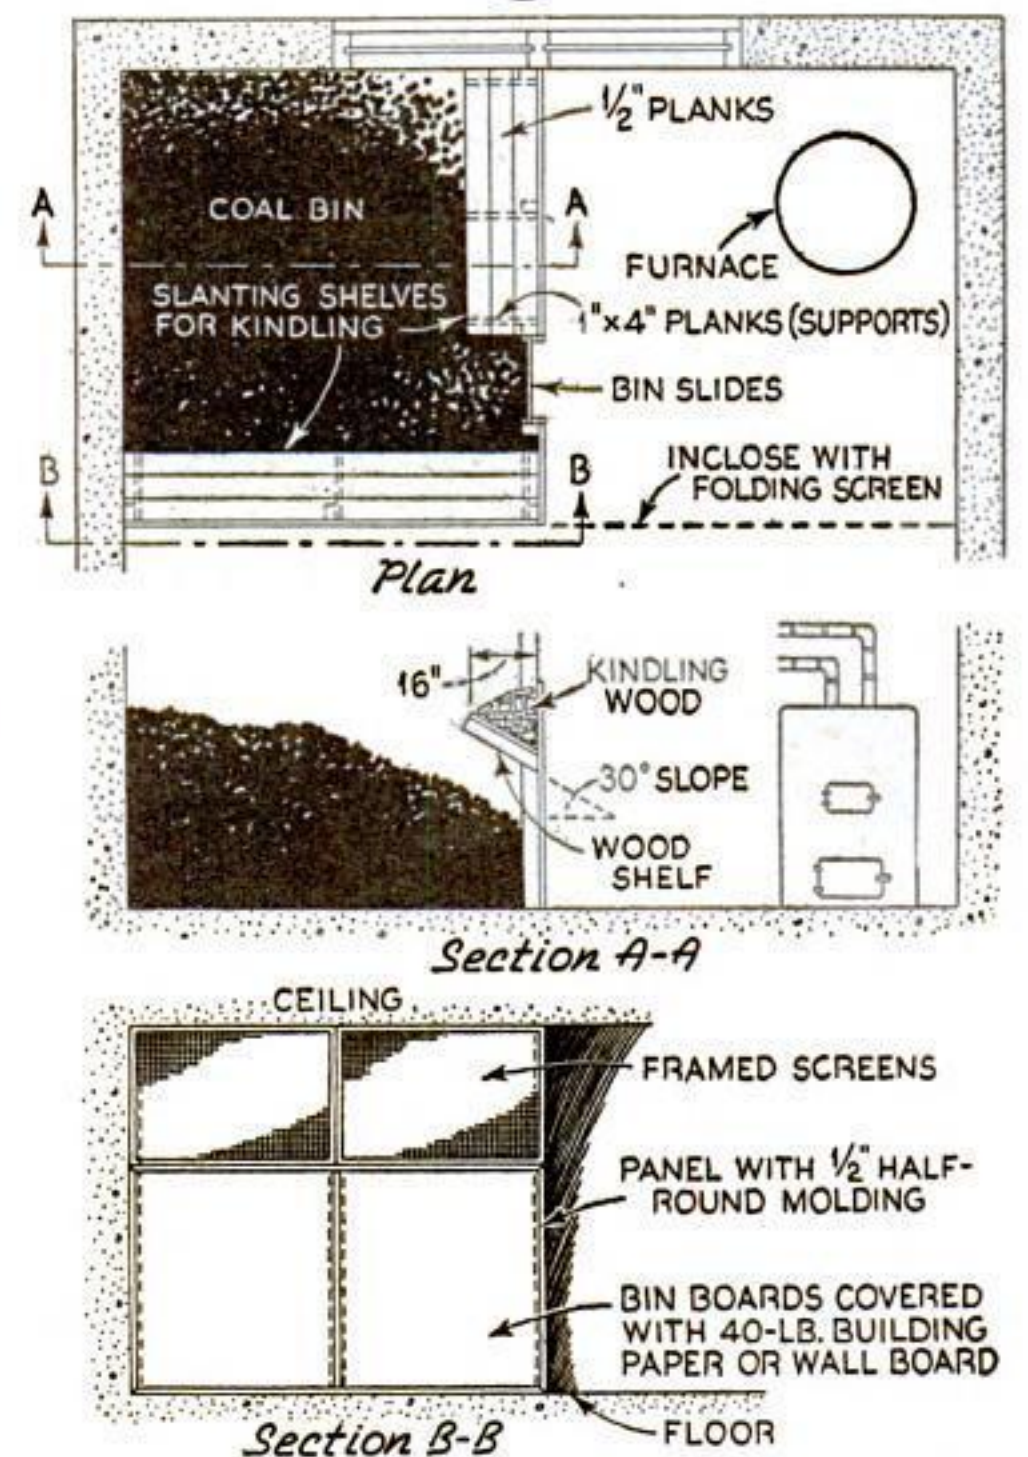 1/2" PLANKS
A
COAL BIN
A
FURNACE
SLANTING SHELVES
FOR KINDLING
1"x4" PLANKS (SUPPORTS)
BIN SLIDES
B
B
INCLOSE WITH
FOLDING SCREEN
Plan
16"
KINDLING
WOOD
30° SLOPE
WOOD
SHELF
Section A-A
CEILING
FRAMED SCREENS
PANEL WITH 1/2" HALF-
ROUND MOLDING
BIN BOARDS COVERED
WITH 40-LB. BUILDING
PAPER OR WALL BOARD
FLOOR
Section B-B